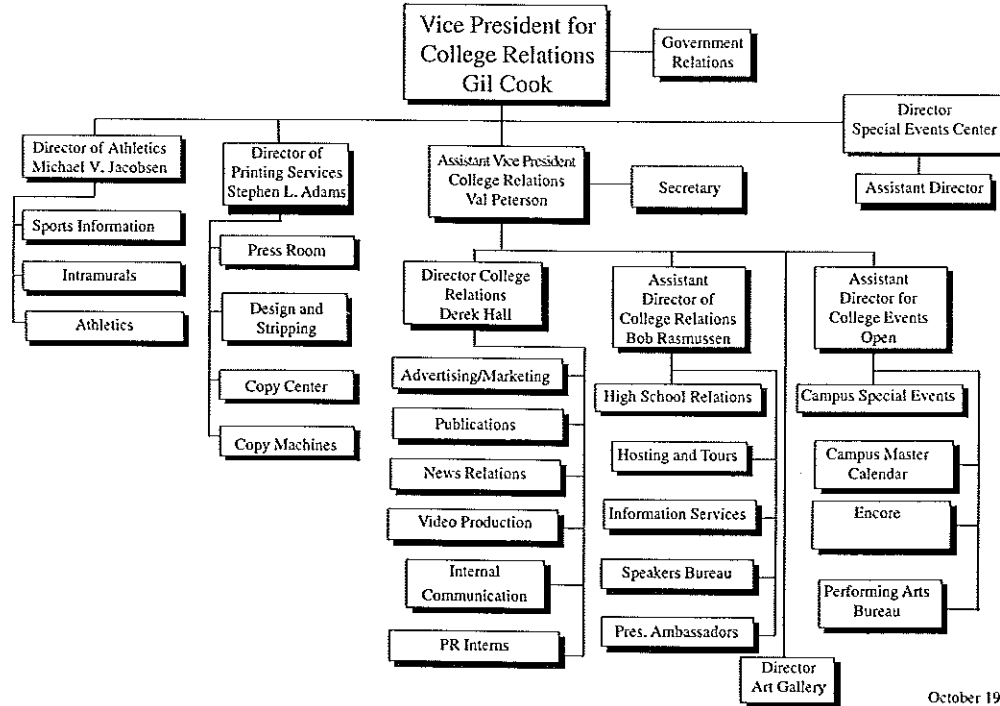 Vice President for
College Relations
Gil Cook
Government
Relations
Director
Special Events Center
Assistant Director
Director of Athletics
Michael V. Jacobsen
Sports Information
Intramurals
Athletics
Director of
Printing Services
Stephen L. Adams
Press Room
Design and
Stripping
Copy Center
Copy Machines
Assistant Vice President
College Relations
Val Peterson
Secretary
Director College
Relations
Derek Hall
Advertising/Marketing
Publications
News Relations
Video Production
Internal
Communication
PR Interns
Assistant
Director of
College Relations
Bob Rasmussen
High School Relations
Hosting and Tours
Information Services
Speakers Bureau
Pres. Ambassadors
Director
Art Gallery
Assistant
Director for
College Events
Open
Campus Special Events
Campus Master
Calendar
Encore
Performing Arts
Bureau
October 19